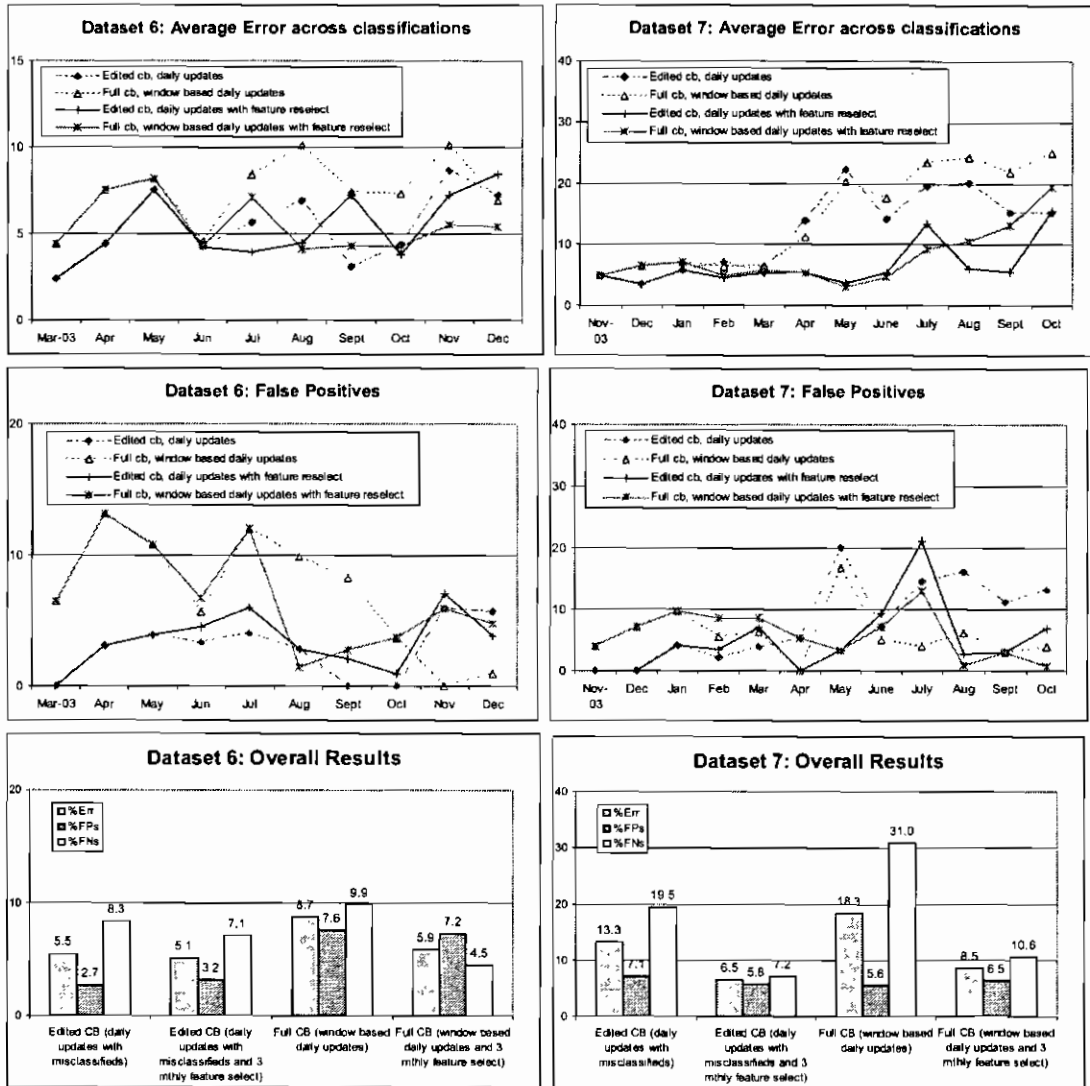 Dataset 6: Average Error across classifications
15
10
5
0
Edited cb, daily updates
Full cb, window based daily updates
Edited cb, daily updates with feature reselect
Full cb, window based daily updates with feature reselect
Mar-03 Apr May Jun Jul Aug Sept Oct Nov Dec
Dataset 7: Average Error across classifications
40
30
20
10
0
Edited cb, daily updates
Full cb, window based daily updates
Edited cb, daily updates with feature reselect
Full cb, window based daily updates with feature reselect
Nov- Dec Jan Feb Mar Apr May June July Aug Sept Oct
03
Dataset 6: False Positives
20
10
0
Edited cb, daily updates
Full cb, window based daily updates
Edited cb, daily updates with feature reselect
Full cb, window based daily updates with feature reselect
Mar-03 Apr May Jun Jul Aug Sept Oct Nov Dec
Dataset 7: False Positives
40
30
20
10
0
Edited cb, daily updates
Full cb, window based daily updates
Edited cb, daily updates with feature reselect
Full cb, window based daily updates with feature reselect
Nov- Dec Jan Feb Mar Apr May June July Aug Sept Oct
03
Dataset 6: Overall Results
20
10
0
%Err
%FPs
%FNs
5.5 2.7 8.3 5.1 3.2 7.1 8.7 7.6 9.9 5.9 7.2 4.5
Edited CB (daily updates with misclassifieds)
Edited CB (daily updates with misclassifieds and 3 mthly feature select)
Full CB (window based daily updates)
Full CB (window based daily updates and 3 mthly feature select)
Dataset 7: Overall Results
40
30
20
10
0
%Err
%FPs
%FNs
13.3 7.1 19.5 6.5 5.8 7.2 18.3 5.6 31.0 8.5 6.5 10.6
Edited CB (daily updates with misclassifieds)
Edited CB (daily updates with misclassifieds and 3 mthly feature select)
Full CB (window based daily updates)
Full CB (window based daily updates and 3 mthly feature select)